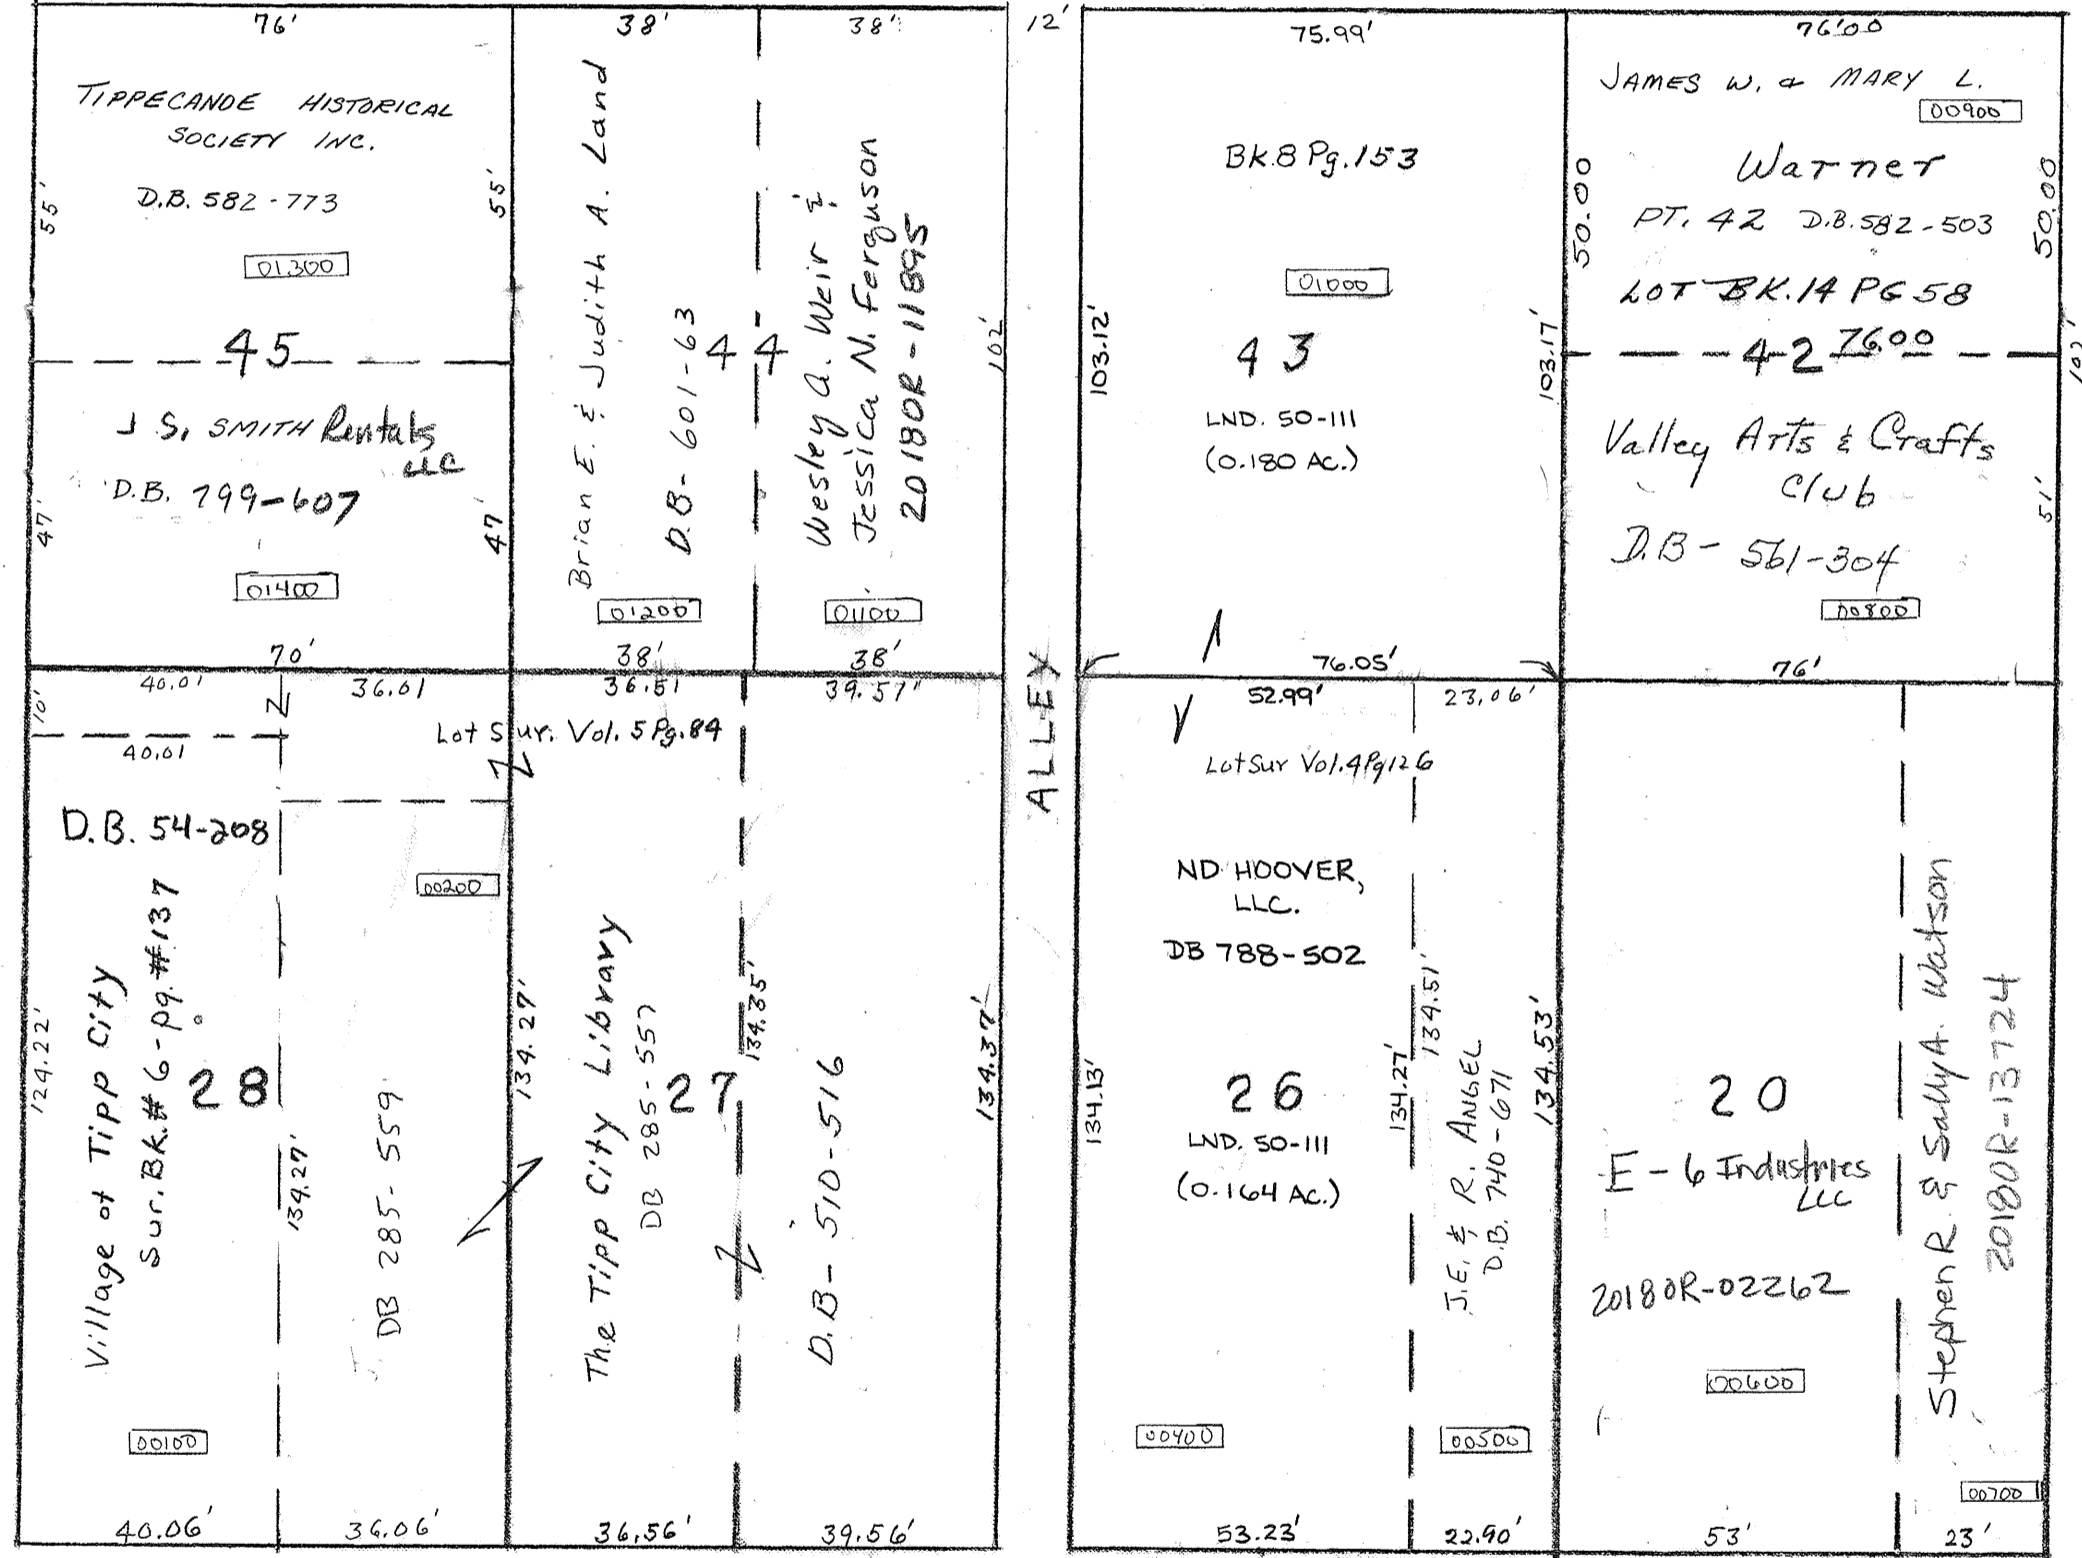 76'
TIPPECANOE HISTORICAL
SOCIETY INC.
D.B. 582-773
01300
55'
55'
45
J S. SMITH Rentals
LLC
D.B. 799-607
01400
47'
47'
70'
38'
Brian E. & Judith A. Land
D.B- 601-63
01200
38'
44
38'
Wesley A. Weir &
Jessica N. Ferguson
2018OR-11895
01100
38'
102'
12'
ALLEY
75.99'
BK.8 Pg.153
01000
103.12'
43
103.17'
LND. 50-111
(0.180 AC.)
76.05'
76'00
JAMES W. & MARY L.
00900
Warner
PT. 42 D.B.582-503
LOT BK.14 PG 58
50.00
50.00
42 76.00
102'
Valley Arts & Crafts
Club
D.B- 561-304
51'
00800
76'
40.01
36.01
10'
40.01
Lot Sur. Vol. 5 Pg.84
D.B. 54-208
Village of Tipp City
Sur.BK.#6-pg.#137
28
124.22'
134.27'
00100
40.06'
00200
DB 285-559
134.27'
36.06'
36.51
The Tipp City Library
DB 285-557
27
134.35'
36.56'
39.57'
D.B- 510-516
134.37'
39.56'
52.99'
23.06'
Lot Sur Vol.4 Pg126
ND HOOVER,
LLC.
DB 788-502
134.13'
26
LND. 50-111
(0.164 AC.)
134.27'
00400
53.23'
134.51'
J.E. & R. ANGEL
D.B. 740-671
134.53'
00500
22.90'
20
E-6 Industries
LLC
2018OR-02262
00600
53'
Stephen R. & Sally A. Watson
2018OR-13724
00700
23'